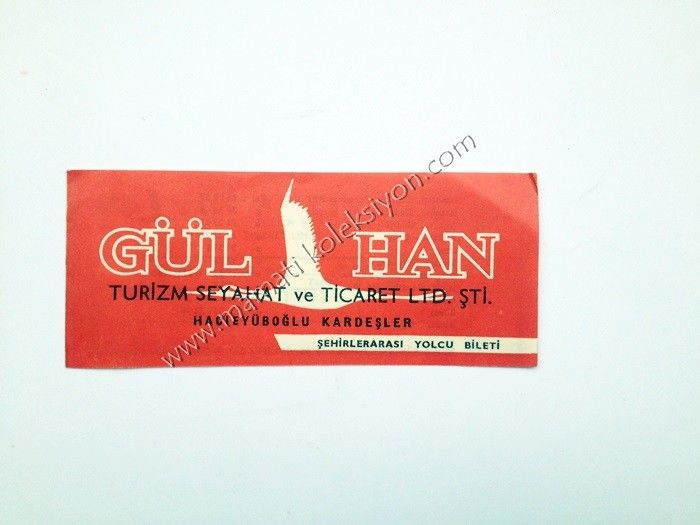 GÜL HAN
TURİZM SEYAHAT ve TİCARET LTD. ŞTİ.
HACIEYÜBOĞLU KARDEŞLER
ŞEHİRLERARASI YOLCU BİLETİ
www.mamati koleksiyon.com